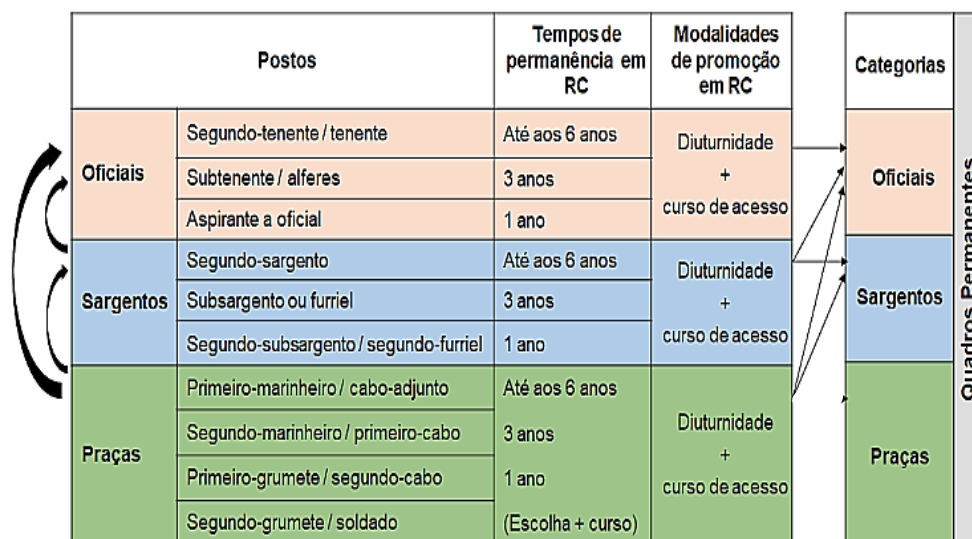 Postos
Tempos de
permanência em
RC
Modalidades
de promoção
em RC
Categorias
Oficiais
Segundo-tenente / tenente
Até aos 6 anos
Subtenente / alferes
3 anos
Aspirante a oficial
1 ano
Diuturnidade
+
curso de acesso
Oficiais
Sargentos
Segundo-sargento
Até aos 6 anos
Subsargento ou furriel
3 anos
Segundo-subsargento / segundo-furriel
1 ano
Diuturnidade
+
curso de acesso
Sargentos
Praças
Primeiro-marinheiro / cabo-adjunto
Até aos 6 anos
Segundo-marinheiro / primeiro-cabo
3 anos
Primeiro-grumete / segundo-cabo
1 ano
Segundo-grumete / soldado
(Escolha + curso)
Diuturnidade
+
curso de acesso
Praças
Quadros Permanentes